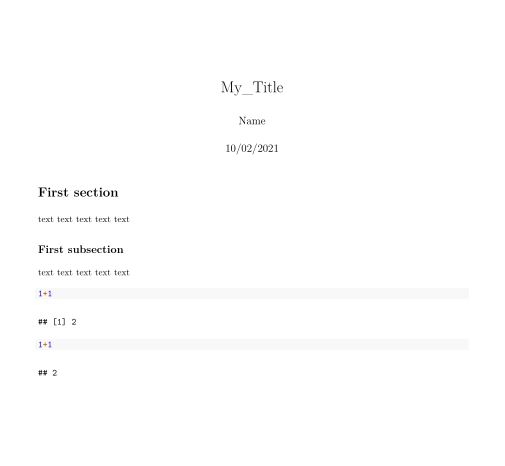 My_Title
Name
10/02/2021
First section
text text text text text
First subsection
text text text text text
1+1
## [1] 2
1+1
## 2